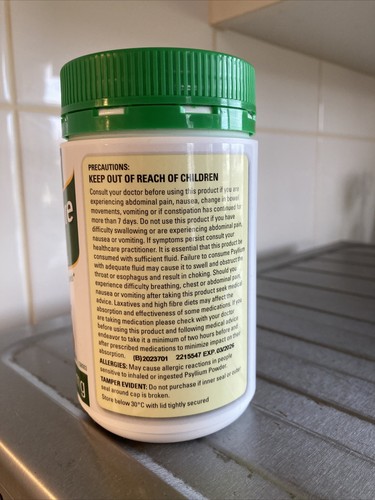 PRECAUTIONS:
KEEP OUT OF REACH OF CHILDREN
Consult your doctor before using this product if you are
experiencing abdominal pain, nausea, change in bowel
movements, vomiting or if constipation has continued for
more than 7 days. Do not use this product if you have
difficulty swallowing or are experiencing abdominal pain,
nausea or vomiting. If symptoms persist consult your
healthcare practitioner. It is essential that this product be
consumed with sufficient fluid. Failure to consume Psyllium
with adequate fluid may cause it to swell and obstruct the
throat or esophagus and result in choking. Should you
experience difficulty breathing, chest or abdominal pain,
nausea or vomiting after taking this product seek medical
advice. Laxatives and high fibre diets may affect the
absorption and effectiveness of some medications. If you
are taking medication please check with your doctor
before using this product and following medical advice
endeavor to take it a minimum of two hours before and
after prescribed medications to minimize impact on their
absorption. (B)2023701 2215547 EXP. 03/2024
ALLERGIES: May cause allergic reactions in people
sensitive to inhaled or ingested Psyllium Powder.
TAMPER EVIDENT: Do not purchase if inner seal or outer
seal around cap is broken.
Store below 30°C with lid tightly secured
e
g